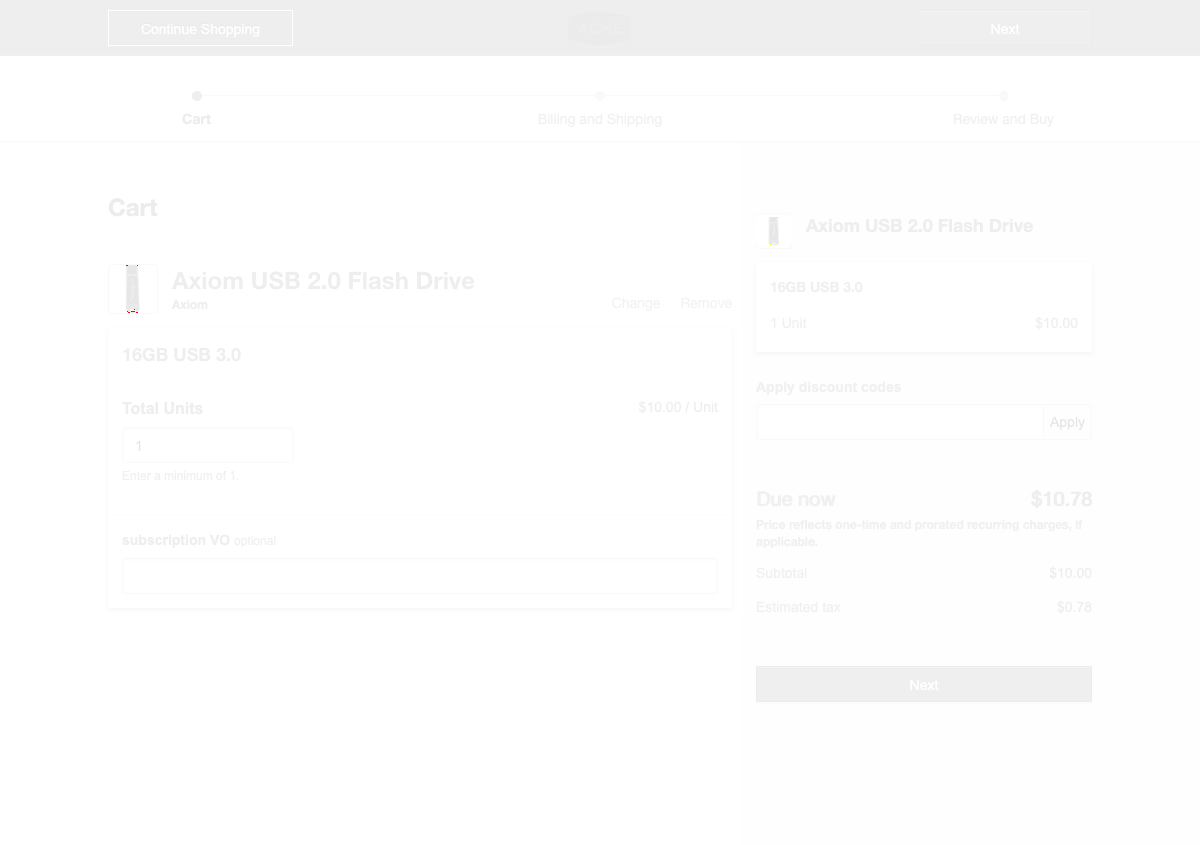 Continue Shopping
ACME
Next
Cart
Billing and Shipping
Review and Buy
Cart
Axiom USB 2.0 Flash Drive
Axiom
Change
Remove
16GB USB 3.0
Total Units
$10.00 / Unit
1
Enter a minimum of 1.
subscription VO optional
Axiom USB 2.0 Flash Drive
16GB USB 3.0
1 Unit
$10.00
Apply discount codes
Apply
Due now
$10.78
Price reflects one-time and prorated recurring charges, if
applicable.
Subtotal
$10.00
Estimated tax
$0.78
Next